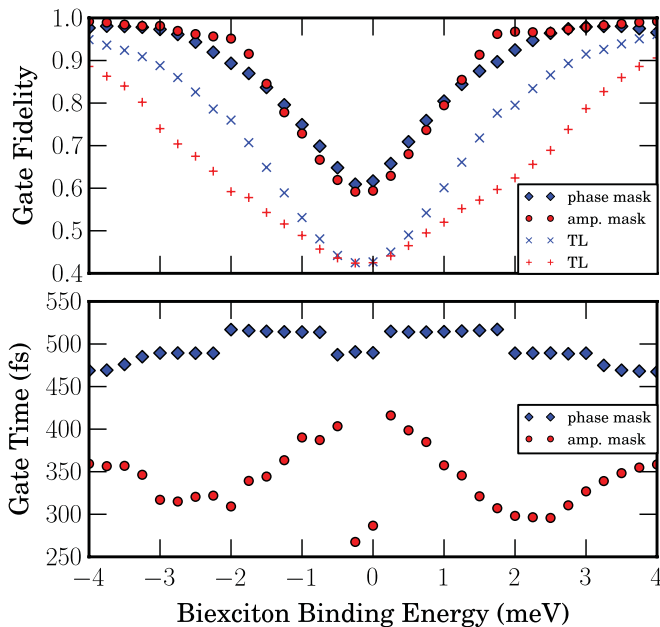 1.0
0.9
0.8
0.7
0.6
0.5
0.4
Gate Fidelity
phase mask
amp. mask
TL
TL
550
500
450
400
350
300
250
Gate Time (fs)
phase mask
amp. mask
−4 −3 −2 −1 0 1 2 3 4
Biexciton Binding Energy (meV)